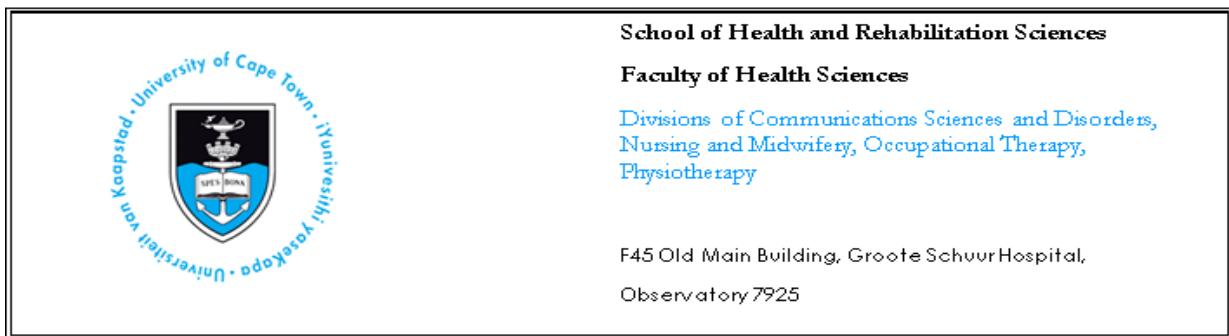 University of Cape Town · iYunivesithi yaseKapa · Universiteit van Kaapstad ·
SPES BONA
School of Health and Rehabilitation Sciences
Faculty of Health Sciences
Divisions of Communications Sciences and Disorders,
Nursing and Midwifery, Occupational Therapy,
Physiotherapy
F45 Old Main Building, Groote Schuur Hospital,
Observatory 7925